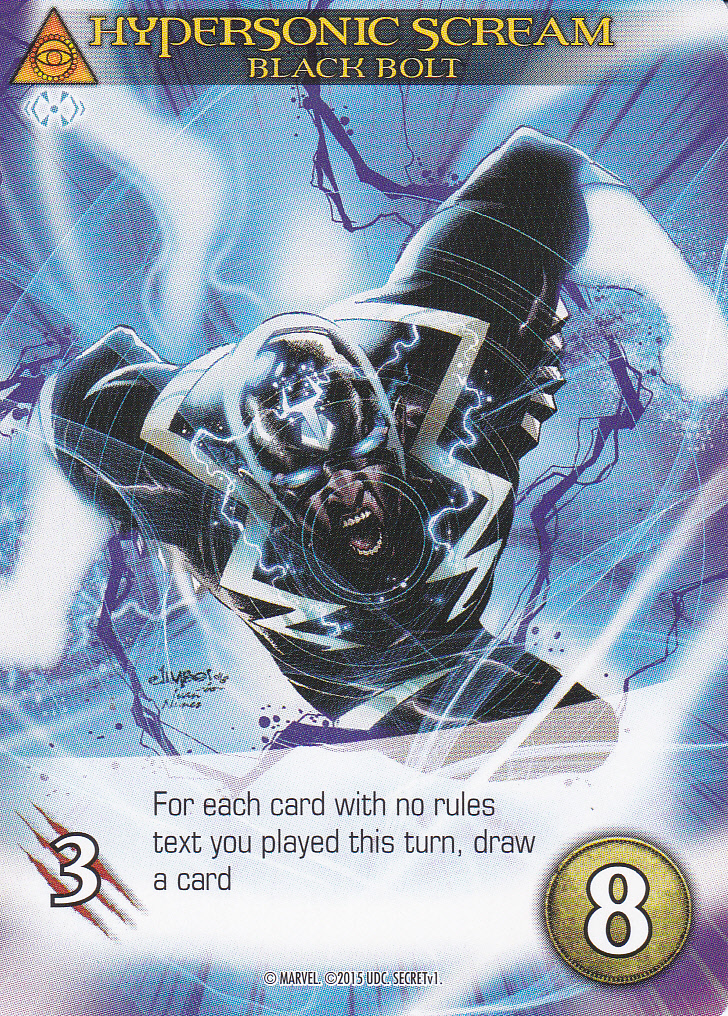 HYPERSONIC SCREAM
BLACK BOLT
For each card with no rules
text you played this turn, draw
a card
3
8
© MARVEL. ©2015 UDC. SECRETv1.